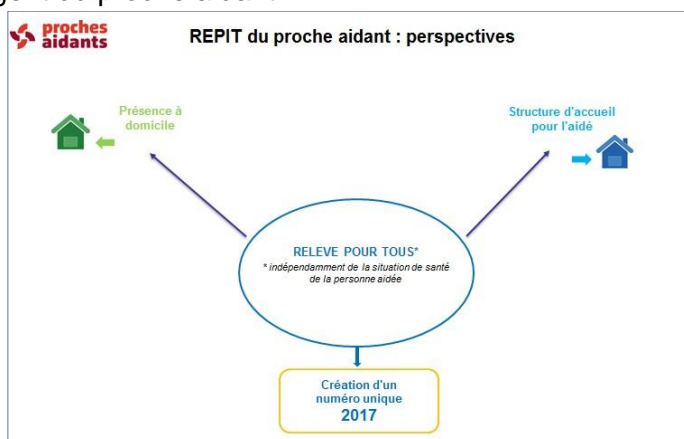 proches
aidants
REPIT du proche aidant : perspectives
Présence à
domicile
Structure d'accueil
pour l'aidé
RELEVE POUR TOUS*
* indépendamment de la situation de santé
de la personne aidée
Création d'un
numéro unique
2017